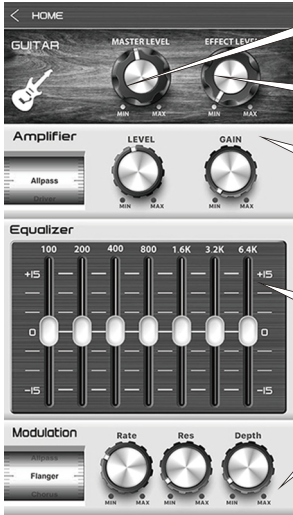 < HOME
GUITAR
MASTER LEVEL EFFECT LEVEL
MIN MAX MIN MAX
Amplifier
LEVEL GAIN
Allpass
Driver
MIN MAX MIN MAX
Equalizer
100 200 400 800 1.6K 3.2K 6.4K
+15 +15
0 0
-15 -15
Modulation
Rate Res Depth
Allpass
Flanger
Chorus
MIN MAX MIN MAX MIN MAX